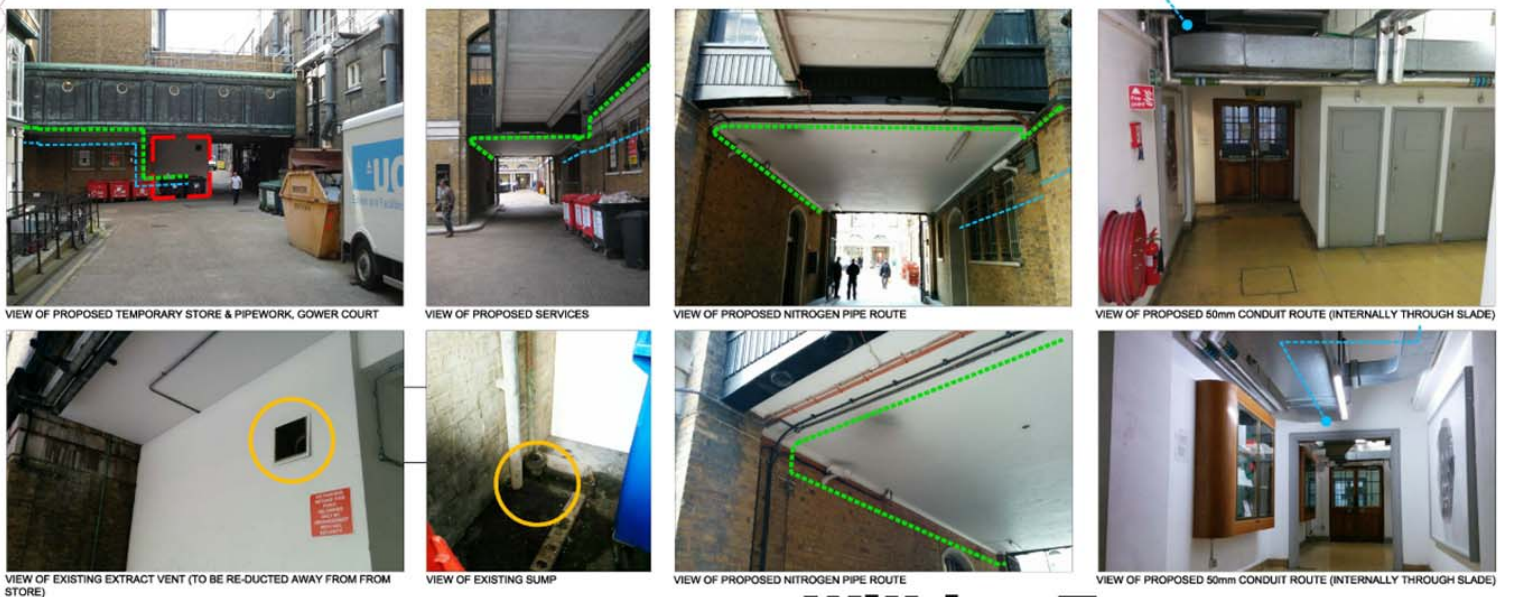 UC
VIEW OF PROPOSED TEMPORARY STORE & PIPEWORK, GOWER COURT
VIEW OF PROPOSED SERVICES
VIEW OF PROPOSED NITROGEN PIPE ROUTE
VIEW OF PROPOSED 50mm CONDUIT ROUTE (INTERNALLY THROUGH SLADE)
VIEW OF EXISTING EXTRACT VENT (TO BE RE-DUCTED AWAY FROM FROM
STORE)
VIEW OF EXISTING SUMP
VIEW OF PROPOSED NITROGEN PIPE ROUTE
VIEW OF PROPOSED 50mm CONDUIT ROUTE (INTERNALLY THROUGH SLADE)